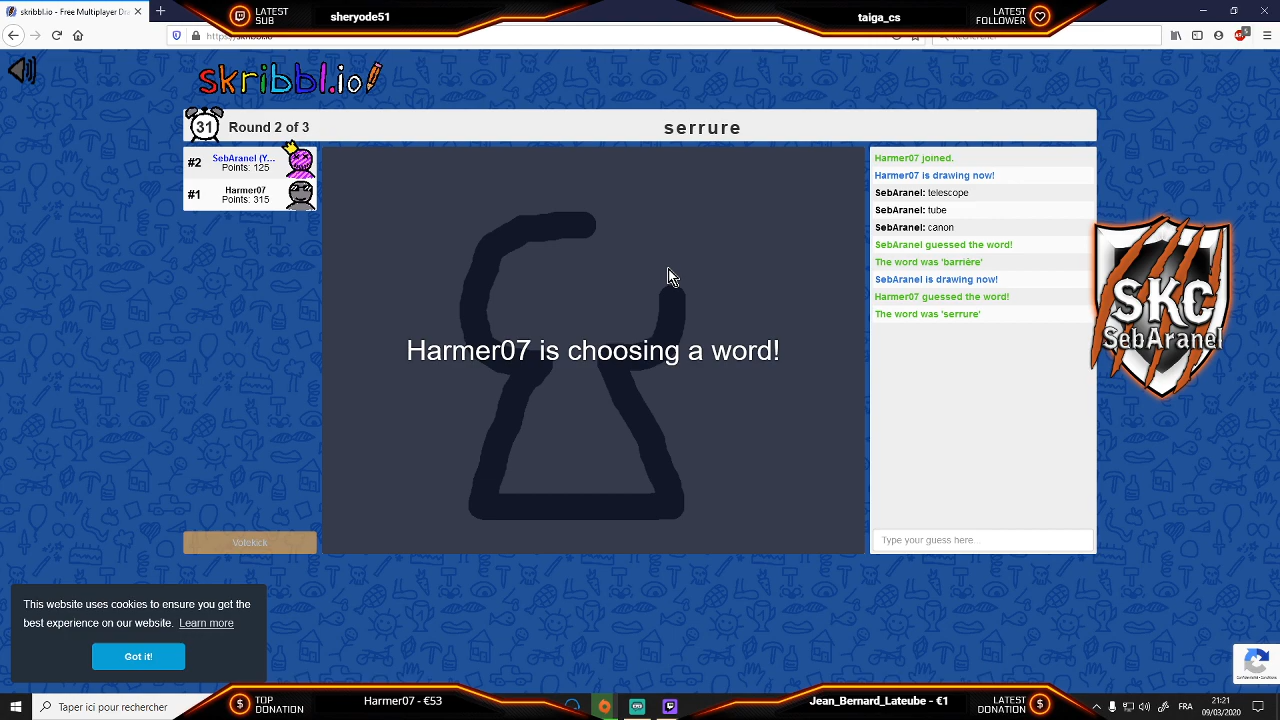 skribbl.io - Free Multiplayer Dra
LATEST SUB
sheryode51
taiga_cs
LATEST FOLLOWER
https://skribbl.io
skribbl.io
31
Round 2 of 3
serrure
#2
SebAranel (Y...
Points: 125
#1
Harmer07
Points: 315
Votekick
Harmer07 is choosing a word!
Harmer07 joined.
Harmer07 is drawing now!
SebAranel: telescope
SebAranel: tube
SebAranel: canon
SebAranel guessed the word!
The word was 'barrière'
SebAranel is drawing now!
Harmer07 guessed the word!
The word was 'serrure'
Type your guess here...
SKC
SebAranel
This website uses cookies to ensure you get the
best experience on our website. Learn more
Got it!
Taper ici pour rechercher
TOP DONATION
Harmer07 - €53
Jean_Bernard_Lateube - €1
LATEST DONATION
FRA
21:21
09/03/2020